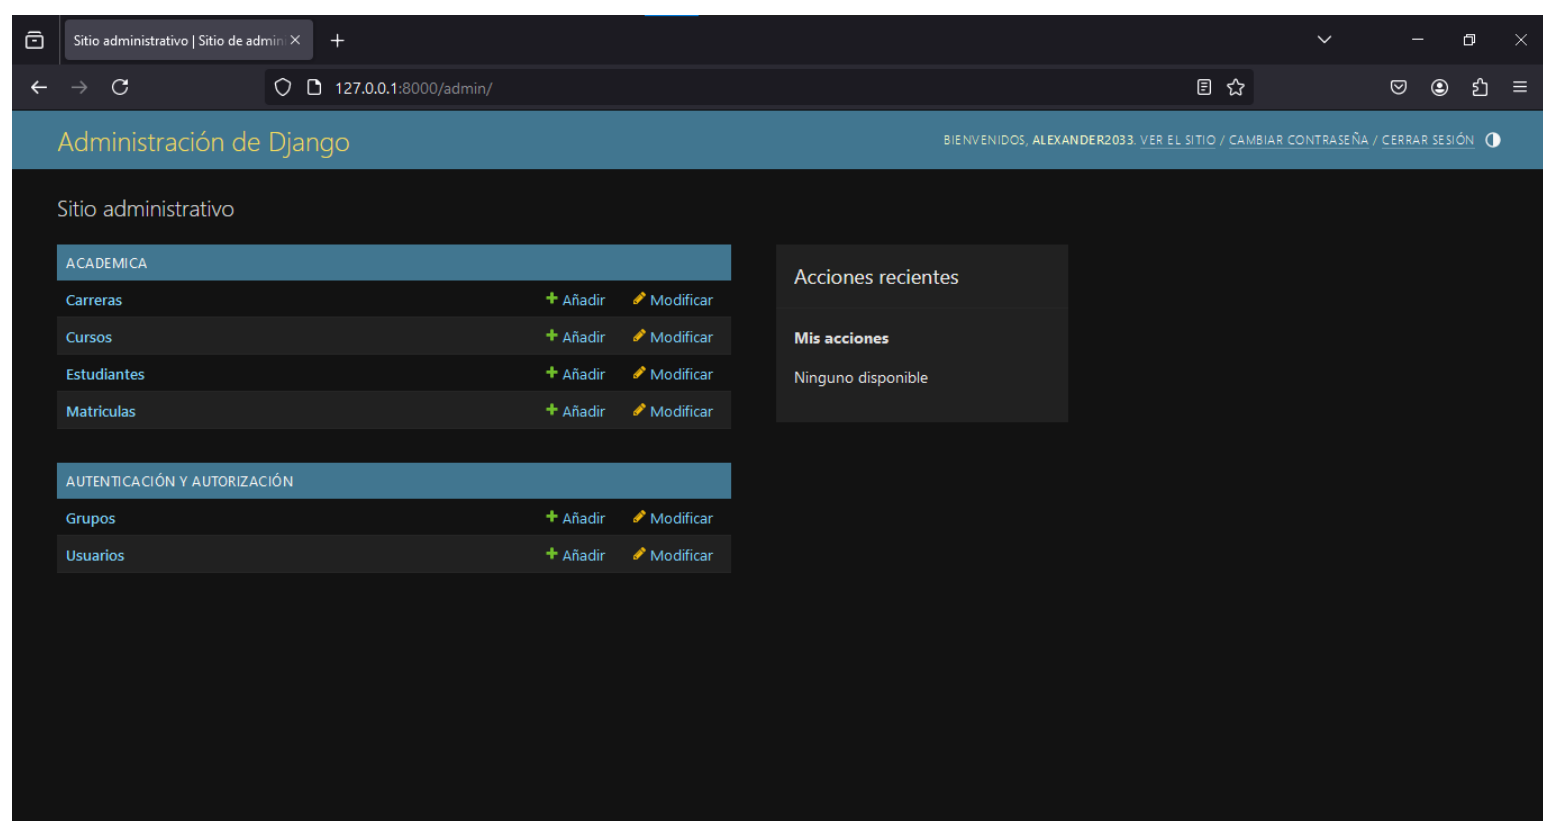 Sitio administrativo | Sitio de admin
127.0.0.1:8000/admin/
Administración de Django
BIENVENIDOS, ALEXANDER2033. VER EL SITIO / CAMBIAR CONTRASEÑA / CERRAR SESIÓN
Sitio administrativo
ACADEMICA
Carreras Añadir Modificar
Cursos Añadir Modificar
Estudiantes Añadir Modificar
Matriculas Añadir Modificar
AUTENTICACIÓN Y AUTORIZACIÓN
Grupos Añadir Modificar
Usuarios Añadir Modificar
Acciones recientes
Mis acciones
Ninguno disponible